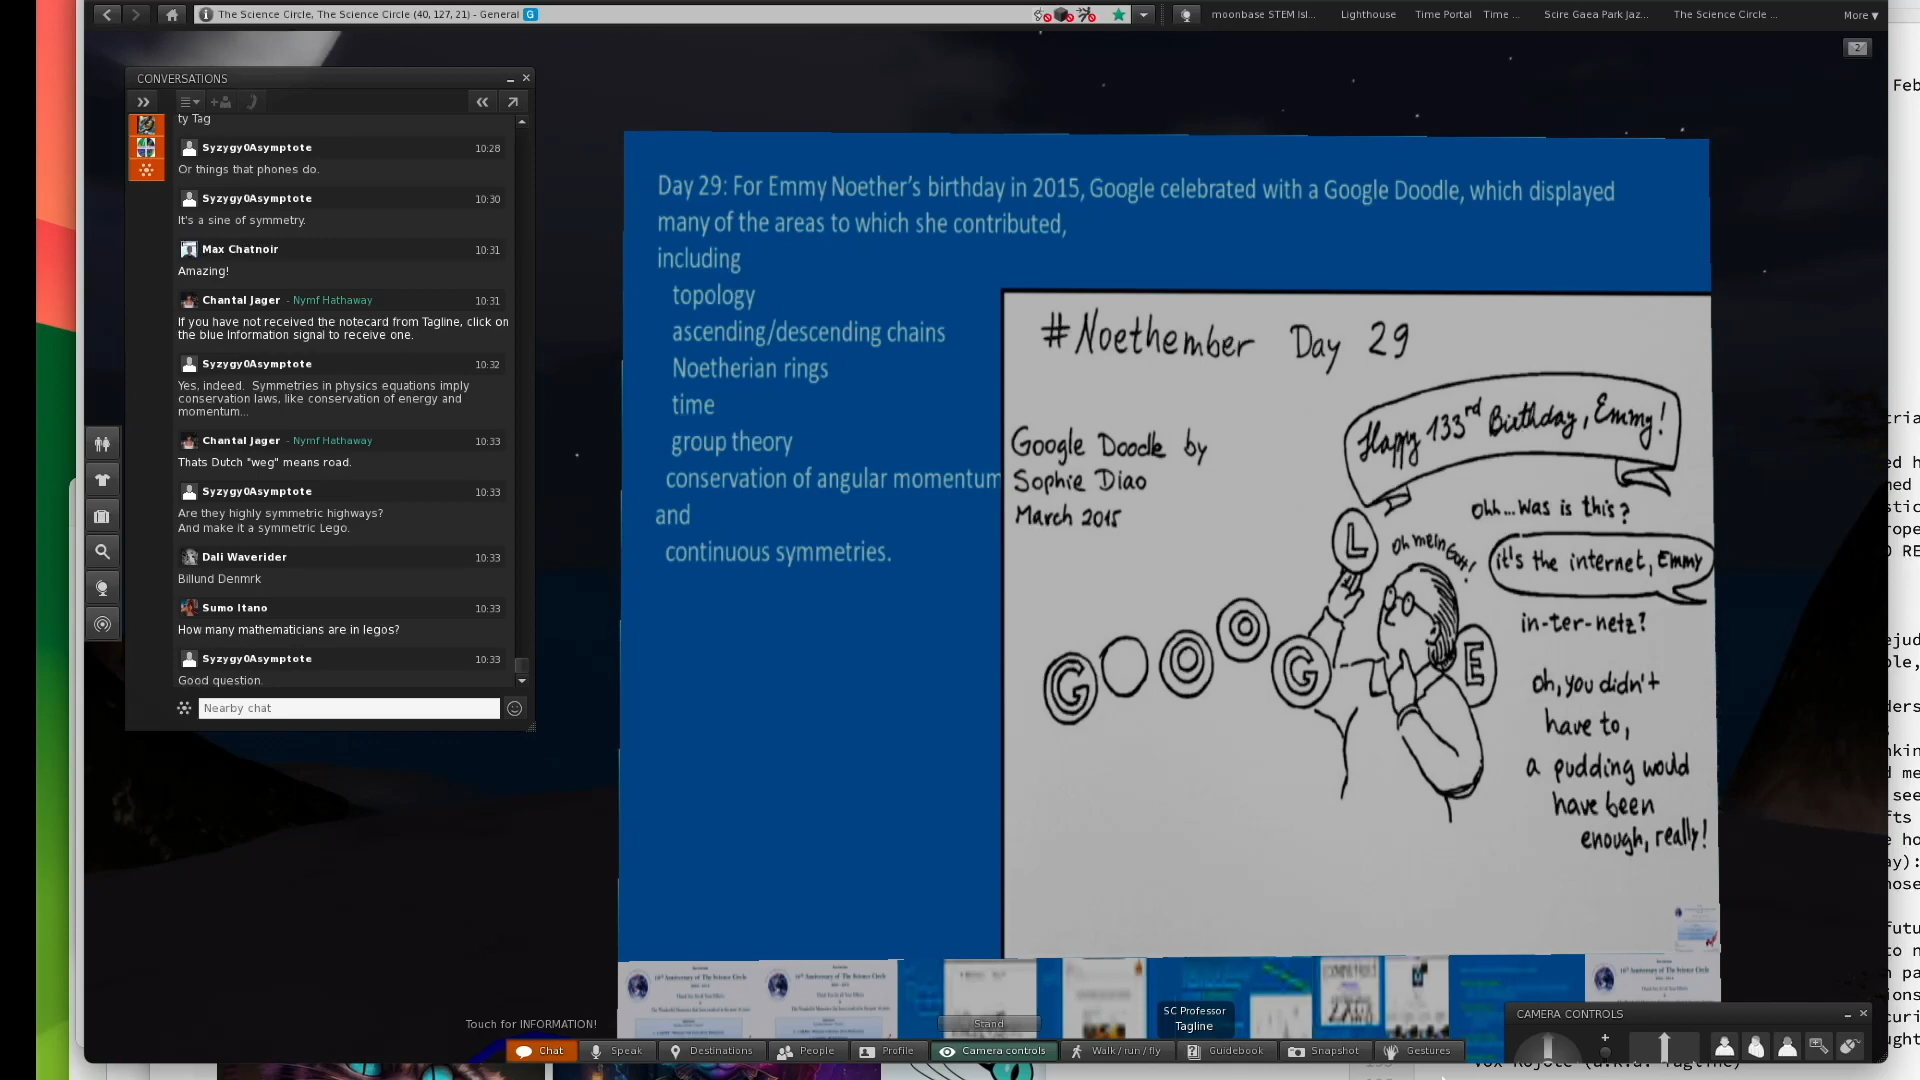 The Science Circle, The Science Circle (40, 127, 21) - General G
moonbase STEM Isl...
Lighthouse
Time Portal
Time ...
Scire Gaea Park Jaz...
The Science Circle ...
More
2
CONVERSATIONS
ty Tag
Syzygy0Asymptote 10:28
Or things that phones do.
Syzygy0Asymptote 10:30
It's a sine of symmetry.
Max Chatnoir 10:31
Amazing!
Chantal Jager - Nymf Hathaway 10:31
If you have not received the notecard from Tagline, click on
the blue Information signal to receive one.
Syzygy0Asymptote 10:32
Yes, indeed. Symmetries in physics equations imply
conservation laws, like conservation of energy and
momentum...
Chantal Jager - Nymf Hathaway 10:33
Thats Dutch "weg" means road.
Syzygy0Asymptote 10:33
Are they highly symmetric highways?
And make it a symmetric Lego.
Dali Waverider 10:33
Billund Denmrk
Sumo Itano 10:33
How many mathematicians are in legos?
Syzygy0Asymptote 10:33
Good question.
Nearby chat
Day 29: For Emmy Noether's birthday in 2015, Google celebrated with a Google Doodle, which displayed
many of the areas to which she contributed,
including
topology
ascending/descending chains
Noetherian rings
time
group theory
conservation of angular momentum
and
continuous symmetries.
#Noethember Day 29
Happy 133rd Birthday, Emmy!
Google Doodle by
Sophie Diao
March 2015
Ohh...Was is this?
Oh mein Gott!
it's the internet, Emmy
in-ter-netz?
G O O G L E
oh, you didn't
have to,
a pudding would
have been
enough, really!
Touch for INFORMATION!
Stand
SC Professor
Tagline
CAMERA CONTROLS
Chat
Speak
Destinations
People
Profile
Camera controls
Walk / run / fly
Guidebook
Snapshot
Gestures